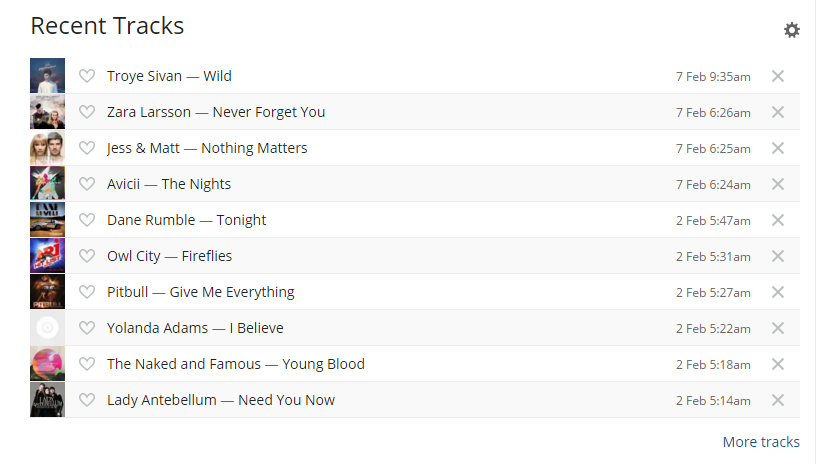 Recent Tracks
Troye Sivan — Wild 7 Feb 9:35am
Zara Larsson — Never Forget You 7 Feb 6:26am
Jess & Matt — Nothing Matters 7 Feb 6:25am
Avicii — The Nights 7 Feb 6:24am
Dane Rumble — Tonight 2 Feb 5:47am
Owl City — Fireflies 2 Feb 5:31am
Pitbull — Give Me Everything 2 Feb 5:27am
Yolanda Adams — I Believe 2 Feb 5:22am
The Naked and Famous — Young Blood 2 Feb 5:18am
Lady Antebellum — Need You Now 2 Feb 5:14am
More tracks